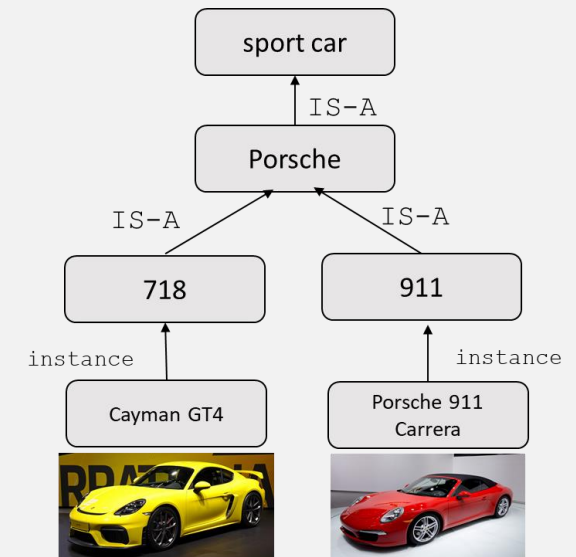 sport car
IS-A
Porsche
IS-A
IS-A
718
911
instance
instance
Cayman GT4
Porsche 911
Carrera